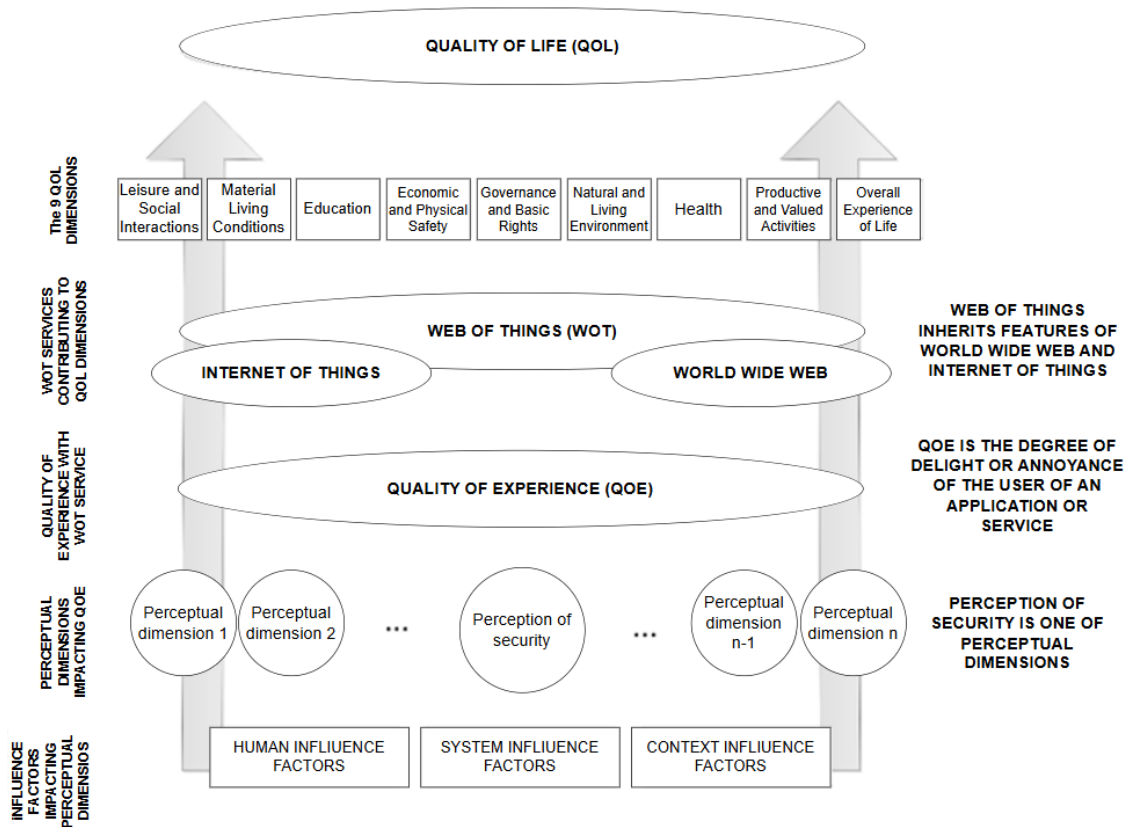 QUALITY OF LIFE (QOL)
The 9 QOL
DIMENSIONS
Leisure and
Social
Interactions
Material
Living
Conditions
Education
Economic
and Physical
Safety
Governance
and Basic
Rights
Natural and
Living
Environment
Health
Productive
and Valued
Activities
Overall
Experience
of Life
WOT SERVICES
CONTRIBUTING TO
QOL DIMENSIONS
WEB OF THINGS (WOT)
INTERNET OF THINGS
WORLD WIDE WEB
WEB OF THINGS
INHERITS FEATURES OF
WORLD WIDE WEB AND
INTERNET OF THINGS
QUALITY OF
EXPERIENCE WITH
WOT SERVICE
QUALITY OF EXPERIENCE (QOE)
QOE IS THE DEGREE OF
DELIGHT OR ANNOYANCE
OF THE USER OF AN
APPLICATION OR
SERVICE
PERCEPTUAL
DIMENSIONS
IMPACTING QOE
Perceptual
dimension 1
Perceptual
dimension 2
...
Perception of
security
...
Perceptual
dimension
n-1
Perceptual
dimension n
PERCEPTION OF
SECURITY IS ONE OF
PERCEPTUAL
DIMENSIONS
iNFLUENCE
FACTORS
IMPACTING
PERCEPTUAL
DIMENSIOS
HUMAN INFLIUENCE
FACTORS
SYSTEM INFLIUENCE
FACTORS
CONTEXT INFLIUENCE
FACTORS